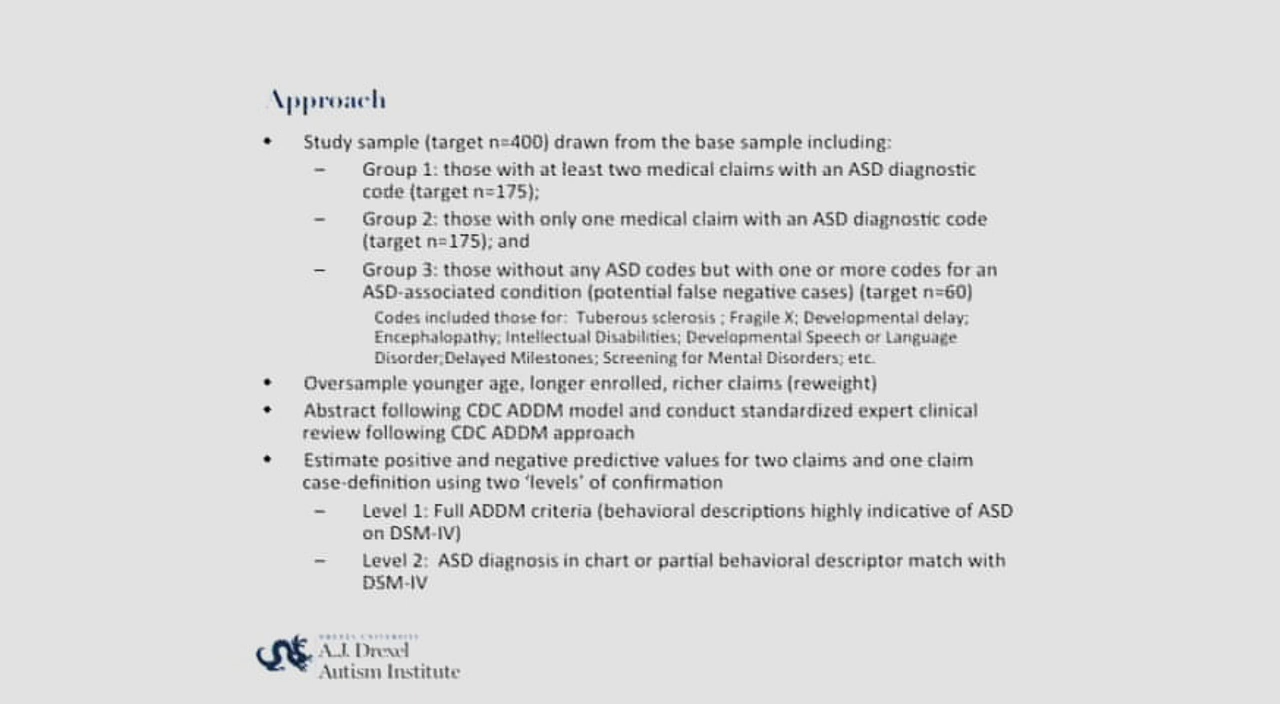 Approach
• Study sample (target n=400) drawn from the base sample including:
– Group 1: those with at least two medical claims with an ASD diagnostic
code (target n=175);
– Group 2: those with only one medical claim with an ASD diagnostic code
(target n=175); and
– Group 3: those without any ASD codes but with one or more codes for an
ASD-associated condition (potential false negative cases) (target n=60)
Codes included those for: Tuberous sclerosis ; Fragile X; Developmental delay;
Encephalopathy; Intellectual Disabilities; Developmental Speech or Language
Disorder;Delayed Milestones; Screening for Mental Disorders; etc.
• Oversample younger age, longer enrolled, richer claims (reweight)
• Abstract following CDC ADDM model and conduct standardized expert clinical
review following CDC ADDM approach
• Estimate positive and negative predictive values for two claims and one claim
case-definition using two ‘levels’ of confirmation
– Level 1: Full ADDM criteria (behavioral descriptions highly indicative of ASD
on DSM-IV)
– Level 2: ASD diagnosis in chart or partial behavioral descriptor match with
DSM-IV
DREXEL UNIVERSITY
A.J. Drexel
Autism Institute